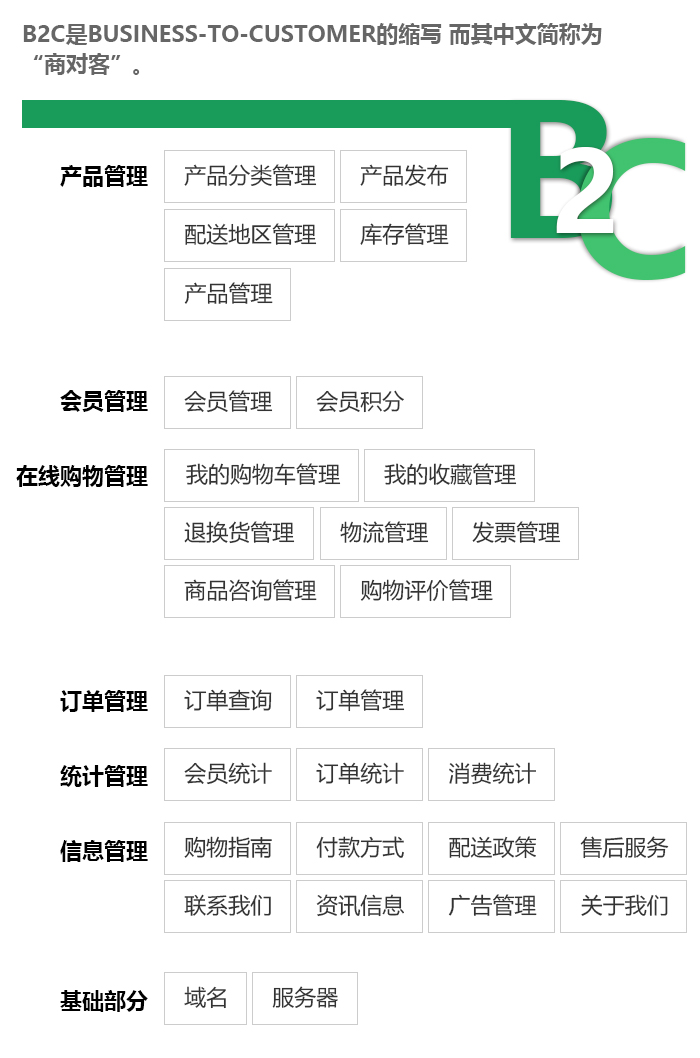 B2C是BUSINESS-TO-CUSTOMER的缩写 而其中文简称为
“商对客”。
B2C
产品管理 产品分类管理 产品发布
配送地区管理 库存管理
产品管理
会员管理 会员管理 会员积分
在线购物管理 我的购物车管理 我的收藏管理
退换货管理 物流管理 发票管理
商品咨询管理 购物评价管理
订单管理 订单查询 订单管理
统计管理 会员统计 订单统计 消费统计
信息管理 购物指南 付款方式 配送政策 售后服务
联系我们 资讯信息 广告管理 关于我们
基础部分 域名 服务器